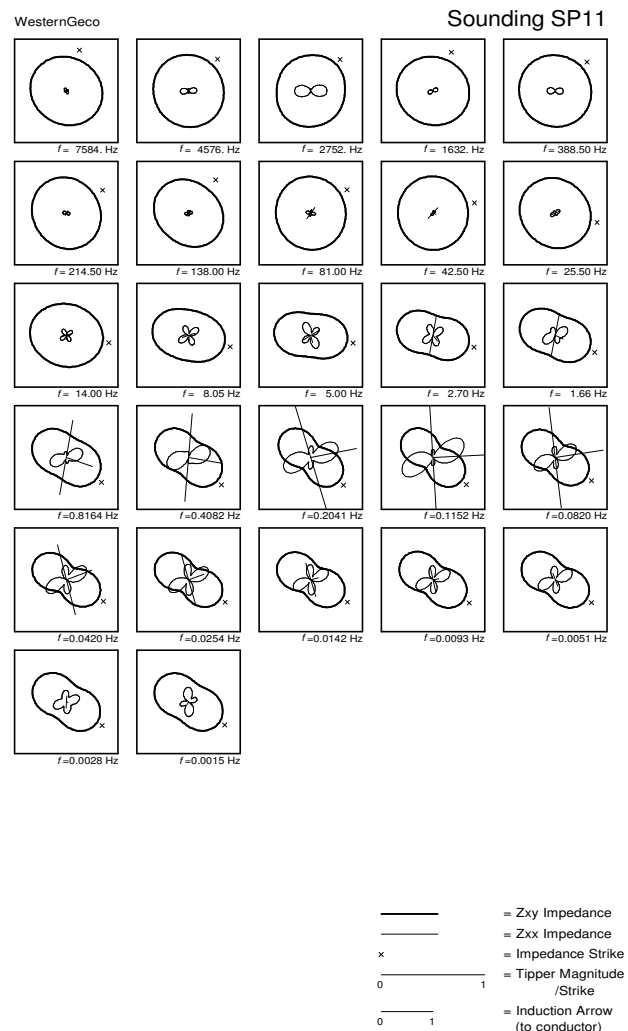 WesternGeco Sounding SP11
f = 7584. Hz f = 4576. Hz f = 2752. Hz f = 1632. Hz f = 388.50 Hz
f = 214.50 Hz f = 138.00 Hz f = 81.00 Hz f = 42.50 Hz f = 25.50 Hz
f = 14.00 Hz f = 8.05 Hz f = 5.00 Hz f = 2.70 Hz f = 1.66 Hz
f =0.8164 Hz f =0.4082 Hz f =0.2041 Hz f =0.1152 Hz f =0.0820 Hz
f =0.0420 Hz f =0.0254 Hz f =0.0142 Hz f =0.0093 Hz f =0.0051 Hz
f =0.0028 Hz f =0.0015 Hz
= Zxy Impedance
= Zxx Impedance
× = Impedance Strike
= Tipper Magnitude
0 1 /Strike
= Induction Arrow
0 1 (to conductor)